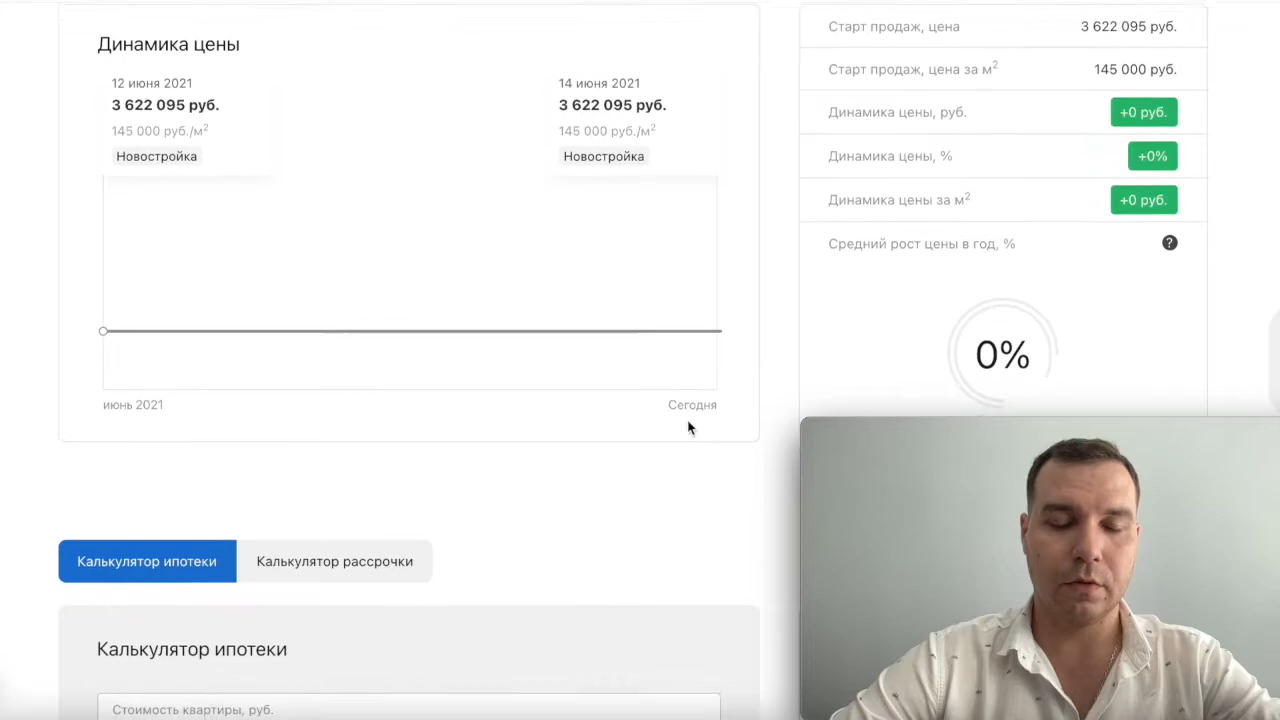 Динамика цены
12 июня 2021
3 622 095 руб.
145 000 руб./м²
Новостройка
14 июня 2021
3 622 095 руб.
145 000 руб./м²
Новостройка
июнь 2021
Сегодня
Старт продаж, цена
3 622 095 руб.
Старт продаж, цена за м²
145 000 руб.
Динамика цены, руб.
+0 руб.
Динамика цены, %
+0%
Динамика цены за м²
+0 руб.
Средний рост цены в год, %
?
0%
Калькулятор ипотеки
Калькулятор рассрочки
Калькулятор ипотеки
Стоимость квартиры, руб.